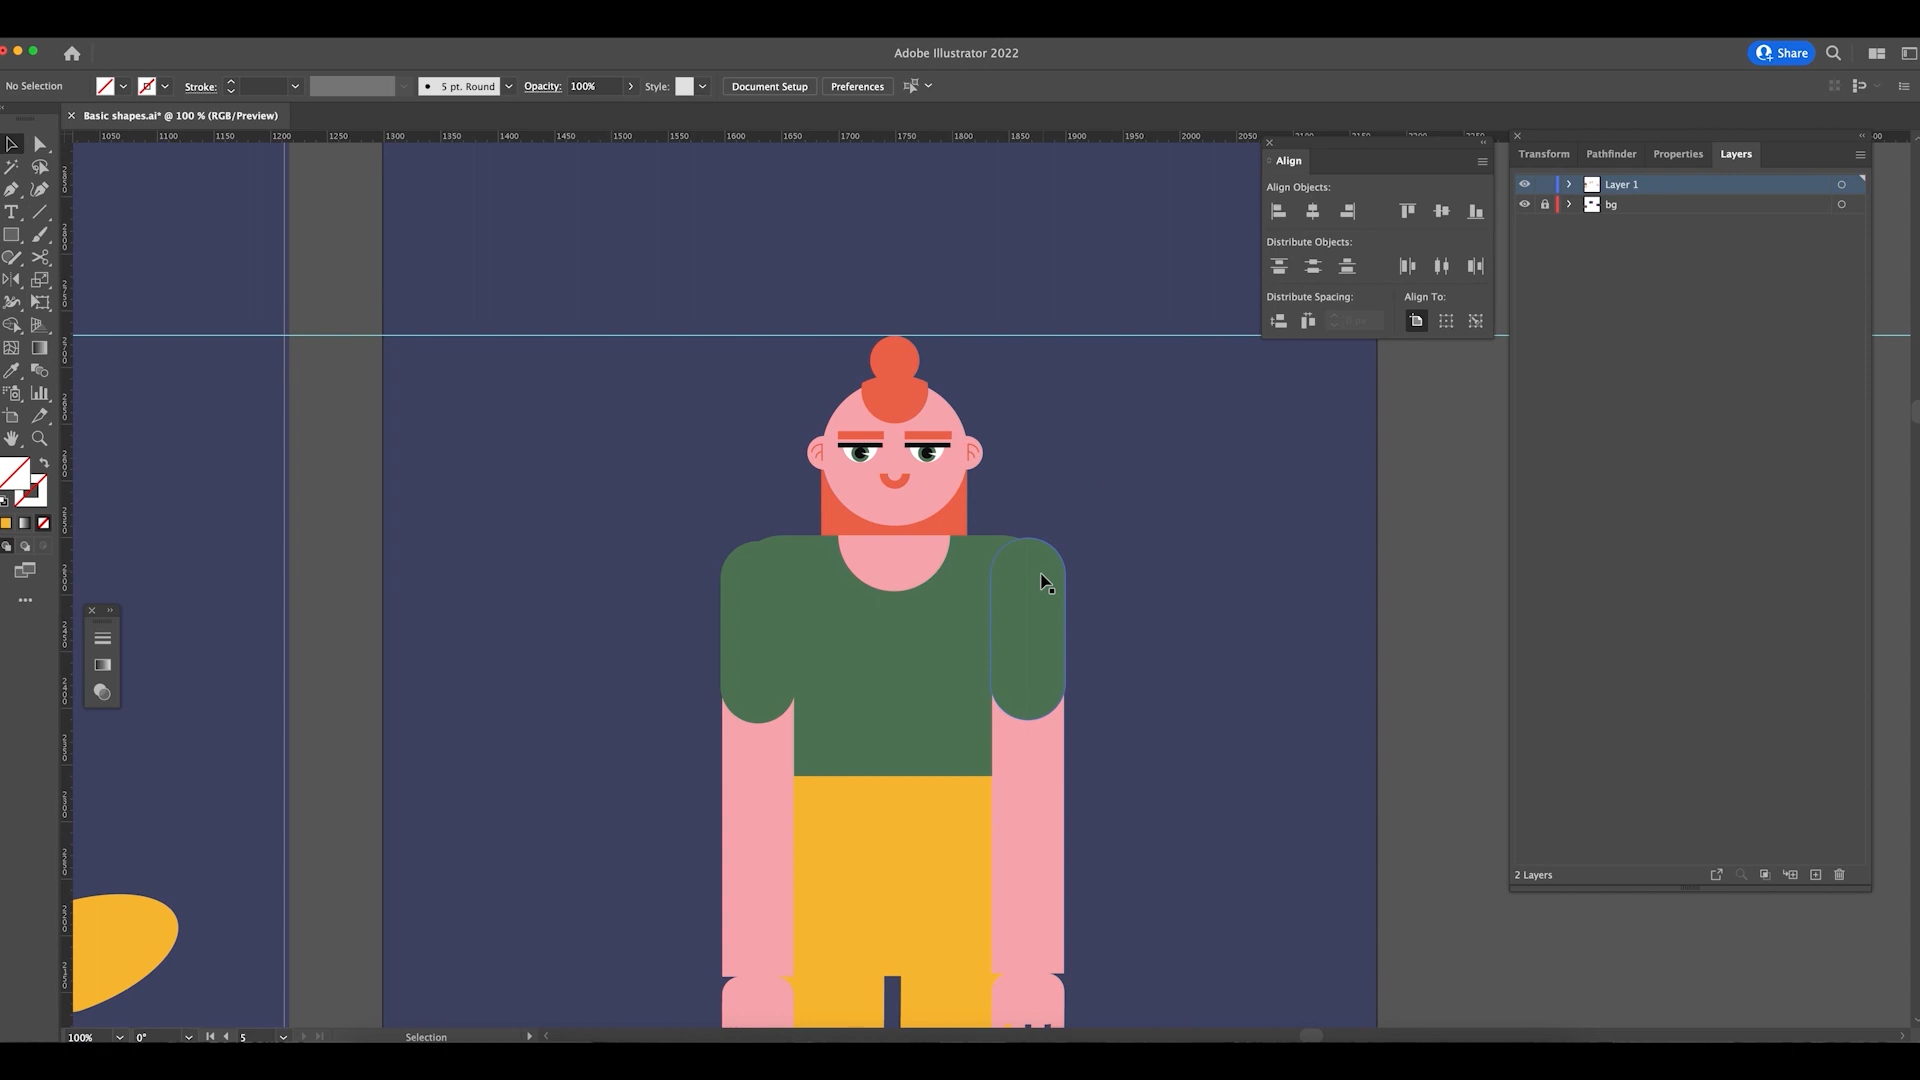 Adobe Illustrator 2022
Share
No Selection
Stroke:
5 pt. Round
Opacity: 100%
Style:
Document Setup
Preferences
Basic shapes.ai* @ 100 % (RGB/Preview)
1050 1100 1150 1200 1250 1300 1350 1400 1450 1500 1550 1600 1650 1700 1750 1800 1850 1900 1950 2000 2050
Align
Align Objects:
Distribute Objects:
Distribute Spacing:
Align To:
Transform
Pathfinder
Properties
Layers
Layer 1
bg
2 Layers
100%
0°
5
Selection